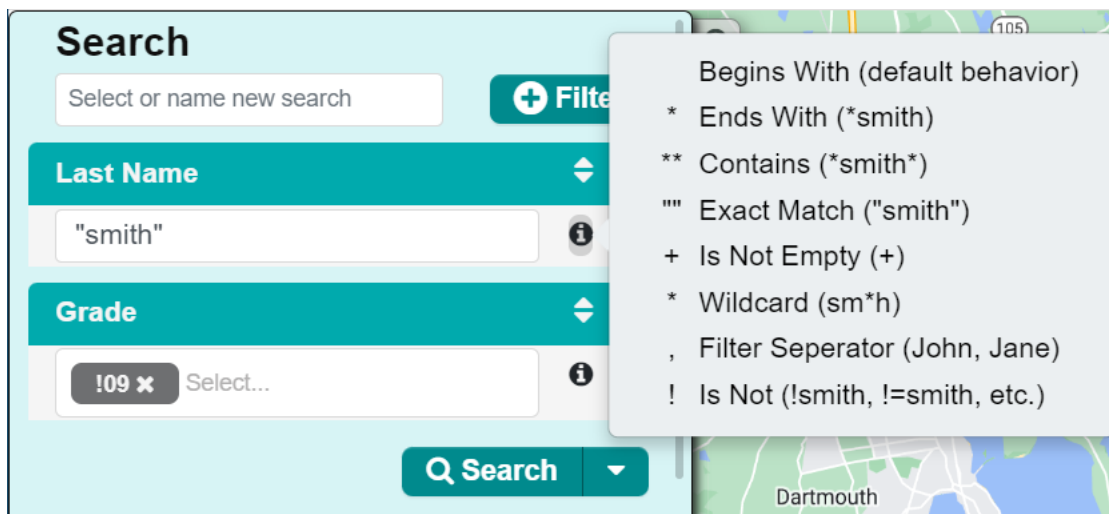 Search
Select or name new search
Filte
Last Name
"smith"
Grade
!09
Select...
Search
Begins With (default behavior)
* Ends With (*smith)
** Contains (*smith*)
"" Exact Match ("smith")
+ Is Not Empty (+)
* Wildcard (sm*h)
, Filter Seperator (John, Jane)
! Is Not (!smith, !=smith, etc.)
105
Dartmouth